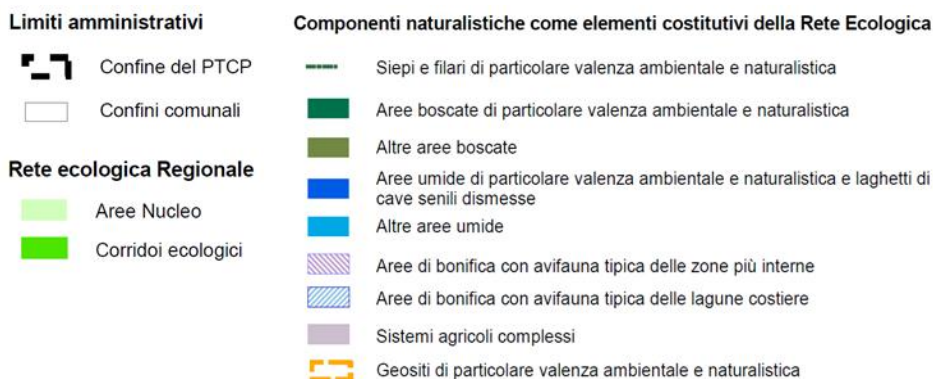 Limiti amministrativi
Confine del PTCP
Confini comunali
Rete ecologica Regionale
Aree Nucleo
Corridoi ecologici
Componenti naturalistiche come elementi costitutivi della Rete Ecologica
Siepi e filari di particolare valenza ambientale e naturalistica
Aree boscate di particolare valenza ambientale e naturalistica
Altre aree boscate
Aree umide di particolare valenza ambientale e naturalistica e laghetti di
cave senili dismesse
Altre aree umide
Aree di bonifica con avifauna tipica delle zone più interne
Aree di bonifica con avifauna tipica delle lagune costiere
Sistemi agricoli complessi
Geositi di particolare valenza ambientale e naturalistica